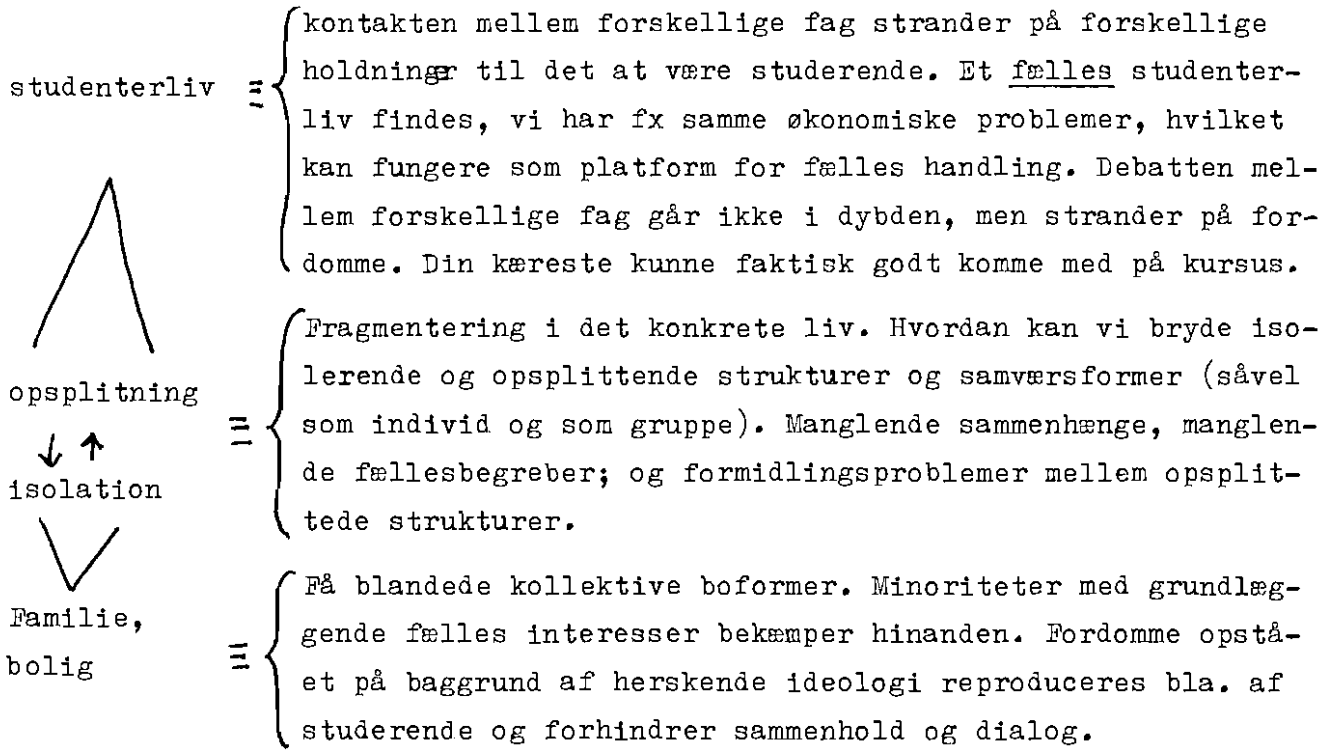 studenterliv
kontakten mellem forskellige fag strander på forskellige
holdninger til det at være studerende. Et fælles studenter-
liv findes, vi har fx samme økonomiske problemer, hvilket
kan fungere som platform for fælles handling. Debatten mel-
lem forskellige fag går ikke i dybden, men strander på for-
domme. Din kæreste kunne faktisk godt komme med på kursus.
opsplitning
↓ ↑
isolation
Fragmentering i det konkrete liv. Hvordan kan vi bryde iso-
lerende og opsplittende strukturer og samværsformer (såvel
som individ og som gruppe). Manglende sammenhænge, manglen-
de fællesbegreber; og formidlingsproblemer mellem opsplit-
tede strukturer.
Familie,
bolig
Få blandede kollektive boformer. Minoriteter med grundlæg-
gende fælles interesser bekæmper hinanden. Fordomme opstå-
et på baggrund af herskende ideologi reproduceres bla. af
studerende og forhindrer sammenhold og dialog.